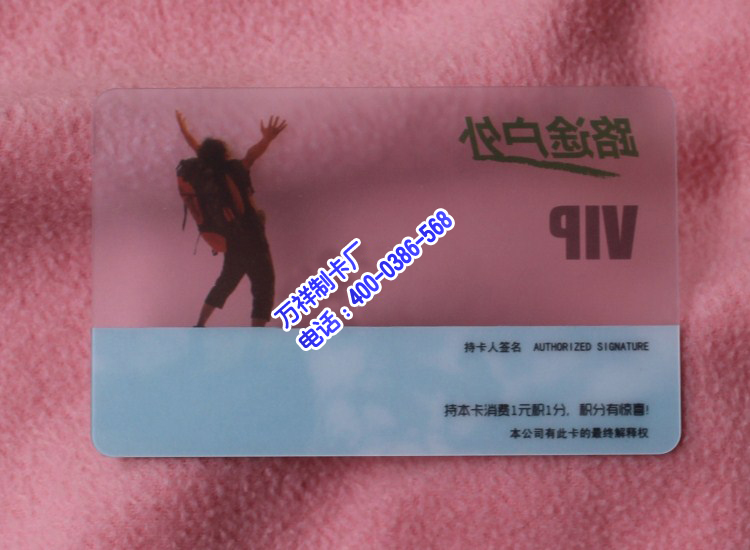 路途户外
VIP
万祥制卡厂
电话：400-0386-568
持卡人签名 AUTHORIZED SIGNATURE
持本卡消费1元积1分，积分有惊喜!
本公司有此卡的最终解释权